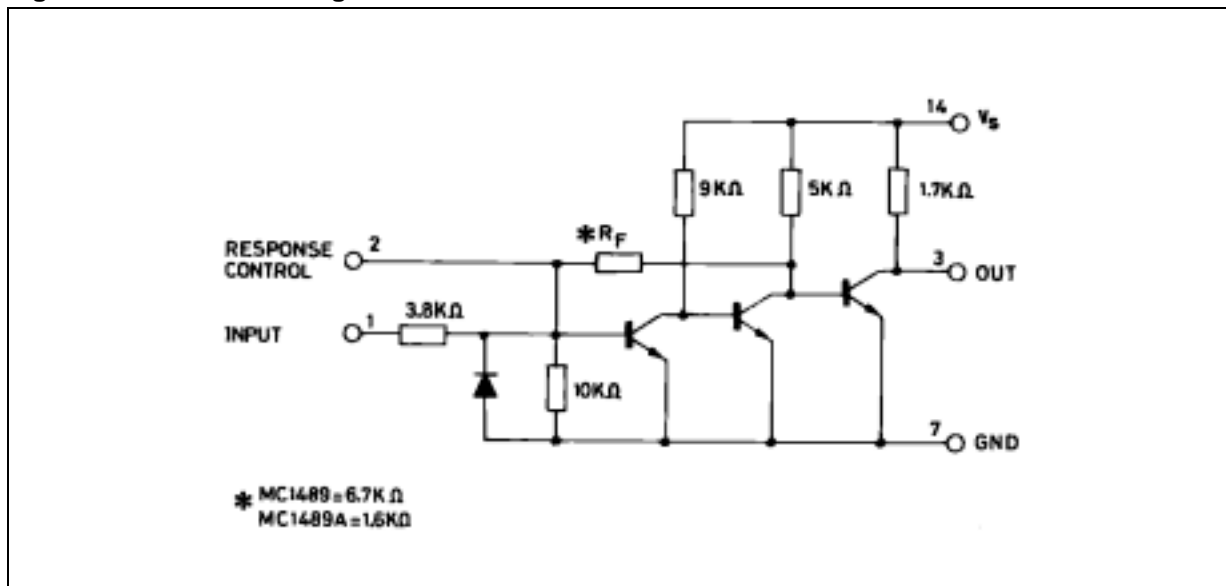 14
Vs
9KΩ
5KΩ
1.7KΩ
*RF
RESPONSE
CONTROL
2
3
OUT
3.8KΩ
INPUT
1
10KΩ
7
GND
* MC1489=6.7KΩ
MC1489A=1.6KΩ